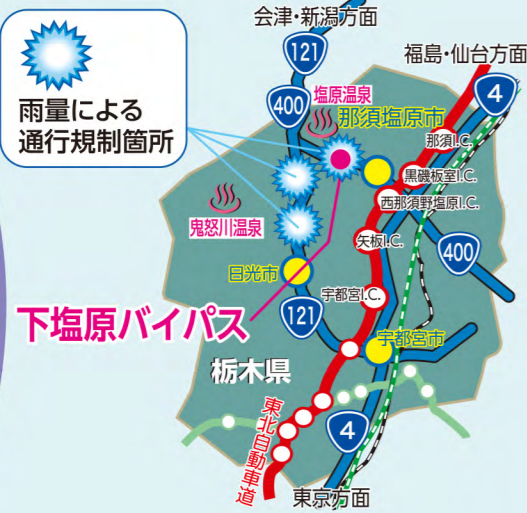 会津・新潟方面
121
福島・仙台方面
4
400
塩原温泉
那須塩原市
雨量による
通行規制箇所
那須I.C.
黒磯板室I.C.
西那須野塩原I.C.
鬼怒川温泉
矢板I.C.
400
日光市
宇都宮I.C.
下塩原バイパス
121
宇都宮市
栃木県
東北自動車道
4
東京方面